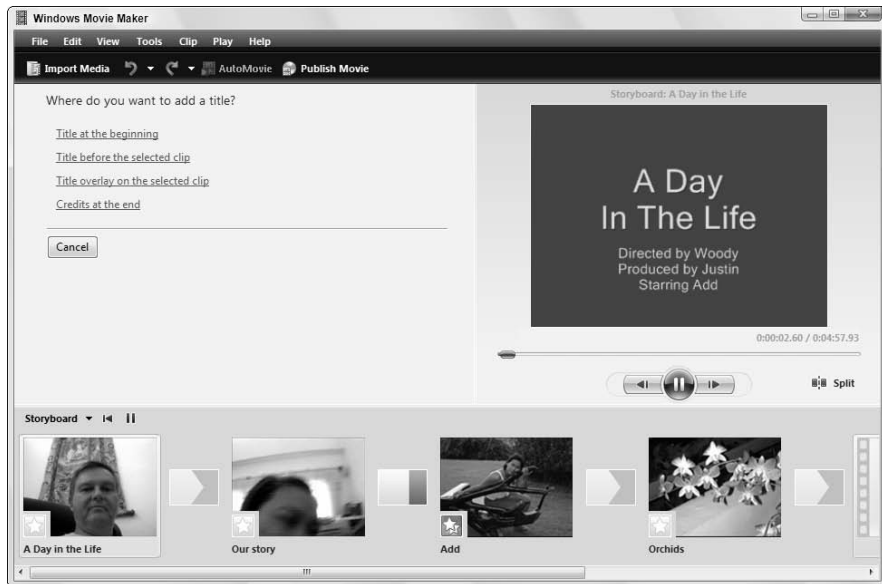 Windows Movie Maker
File Edit View Tools Clip Play Help
Import Media AutoMovie Publish Movie
Where do you want to add a title?
Title at the beginning
Title before the selected clip
Title overlay on the selected clip
Credits at the end
Cancel
Storyboard: A Day in the Life
A Day
In The Life
Directed by Woody
Produced by Justin
Starring Add
0:00:02.60 / 0:04:57.93
Split
Storyboard
A Day in the Life
Our story
Add
Orchids